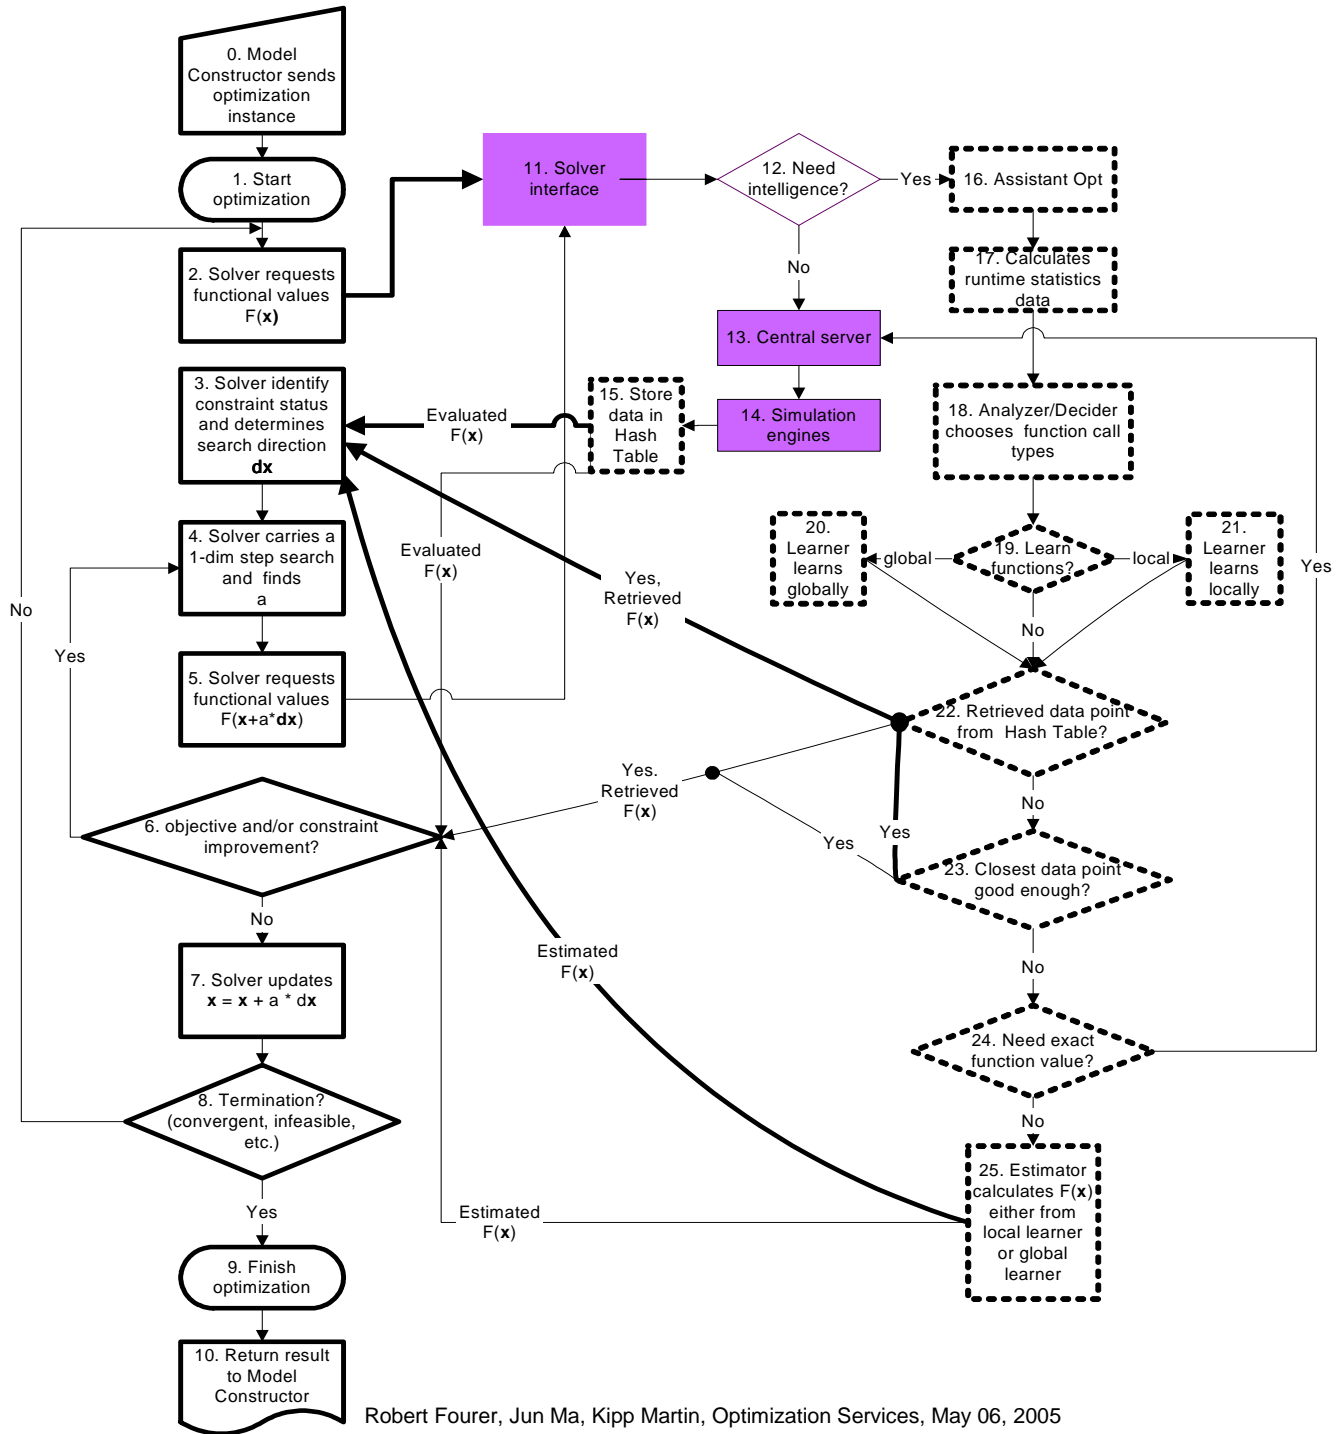 0. Model
Constructor sends
optimization
instance
1. Start
optimization
2. Solver requests
functional values
F(x)
3. Solver identify
constraint status
and determines
search direction
dx
4. Solver carries a
1-dim step search
and finds
a
5. Solver requests
functional values
F(x+a*dx)
6. objective and/or constraint
improvement?
No
7. Solver updates
x = x + a * dx
8. Termination?
(convergent, infeasible,
etc.)
Yes
9. Finish
optimization
10. Return result
to Model
Constructor
No
Yes
11. Solver
interface
12. Need
intelligence?
Yes
No
13. Central server
14. Simulation
engines
15. Store
data in
Hash
Table
Evaluated
F(x)
Evaluated
F(x)
16. Assistant Opt
17. Calculates
runtime statistics
data
18. Analyzer/Decider
chooses function call
types
19. Learn
functions?
global
local
20.
Learner
learns
globally
21.
Learner
learns
locally
No
Yes
22. Retrieved data point
from Hash Table?
Yes,
Retrieved
F(x)
Yes.
Retrieved
F(x)
No
Yes
Yes
23. Closest data point
good enough?
No
24. Need exact
function value?
No
25. Estimator
calculates F(x)
either from
local learner
or global
learner
Estimated
F(x)
Estimated
F(x)
Robert Fourer, Jun Ma, Kipp Martin, Optimization Services, May 06, 2005